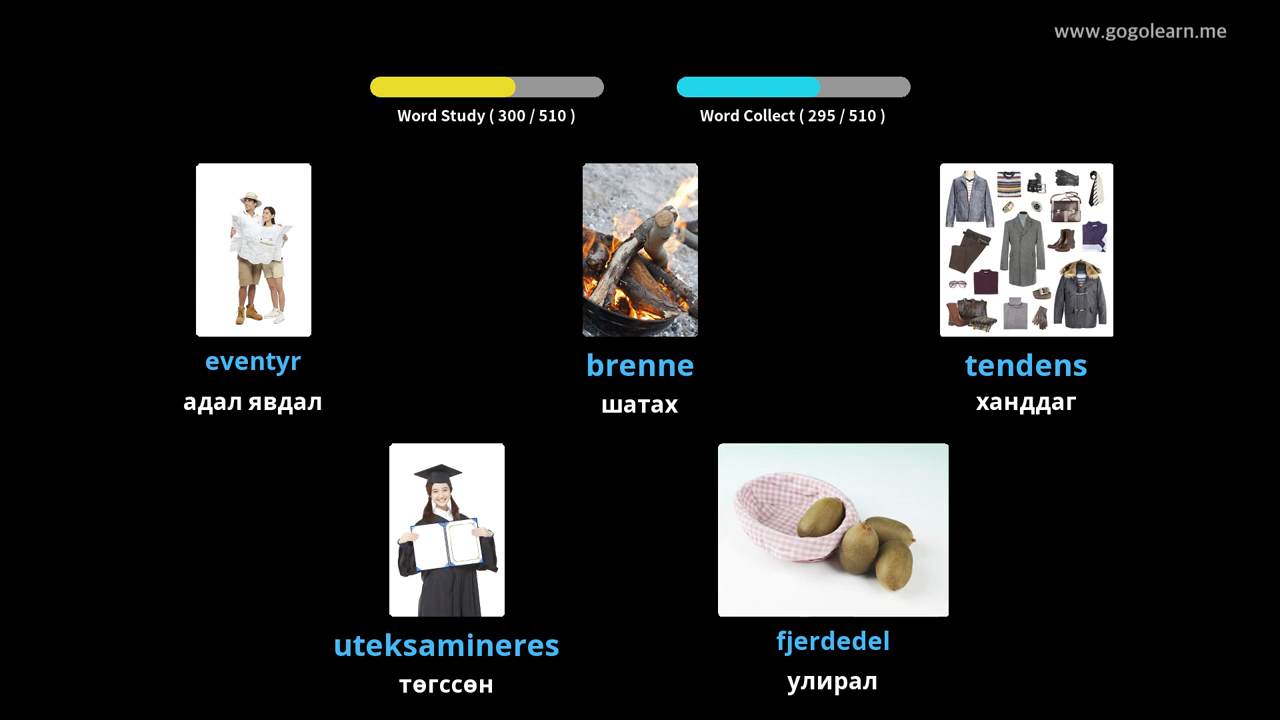 www.gogolearn.me
Word Study ( 300 / 510 )
Word Collect ( 295 / 510 )
eventyr
адал явдал
brenne
шатах
tendens
ханддаг
uteksamineres
төгссөн
fjerdedel
улирал